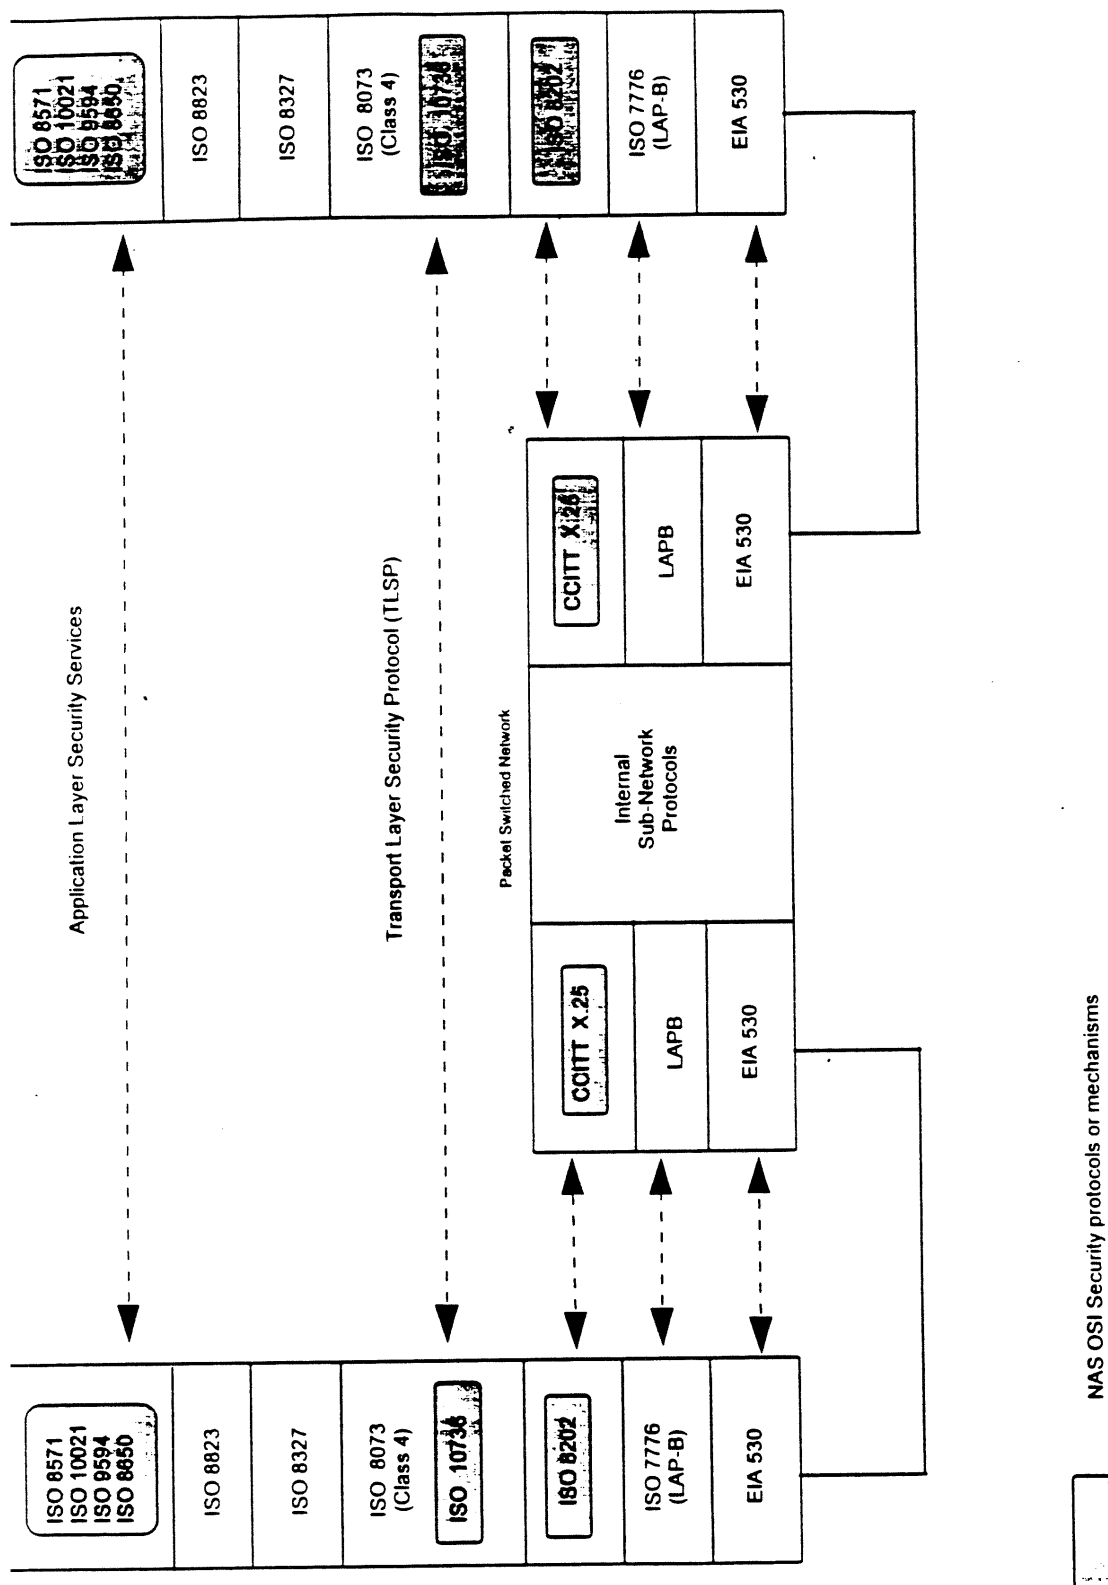 ISO 8571
ISO 10021
ISO 9594
ISO 8650
ISO 8823
ISO 8327
ISO 8073
(Class 4)
ISO 10736
ISO 8202
ISO 7776
(LAP-B)
EIA 530
Application Layer Security Services
Transport Layer Security Protocol (TLSP)
Packet Switched Network
CCITT X.25
LAPB
EIA 530
Internal
Sub-Network
Protocols
CCITT X.25
LAPB
EIA 530
ISO 8571
ISO 10021
ISO 9594
ISO 8650
ISO 8823
ISO 8327
ISO 8073
(Class 4)
ISO 10736
ISO 8202
ISO 7776
(LAP-B)
EIA 530
NAS OSI Security protocols or mechanisms